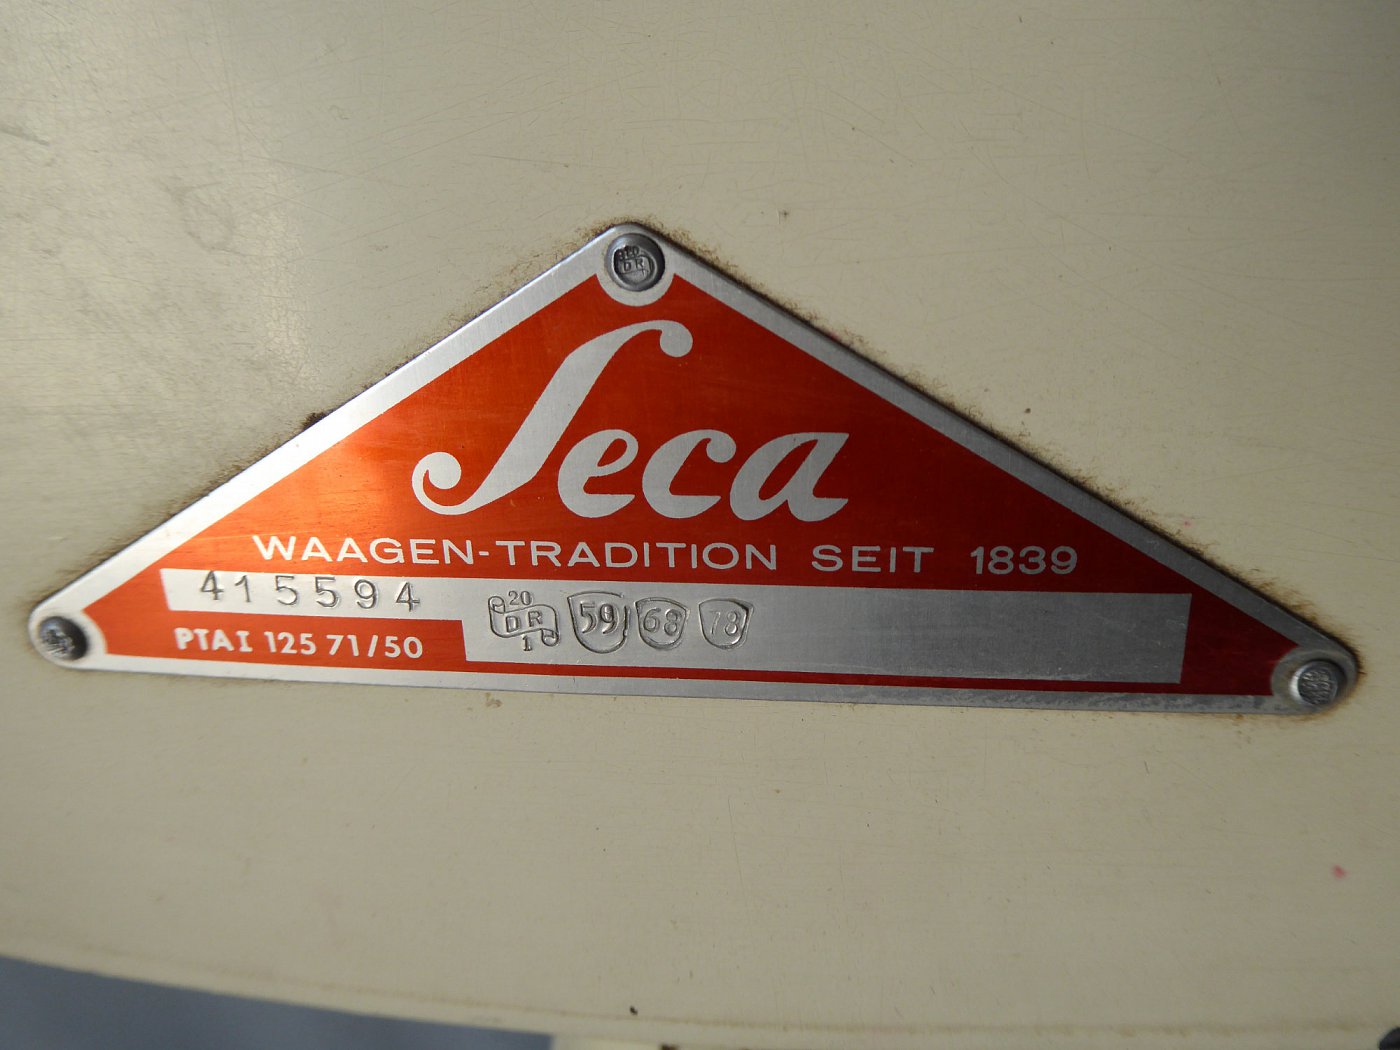 Seca
WAAGEN-TRADITION SEIT 1839
415594
PTAI 125 71/50
20
DR
1
59 68 78